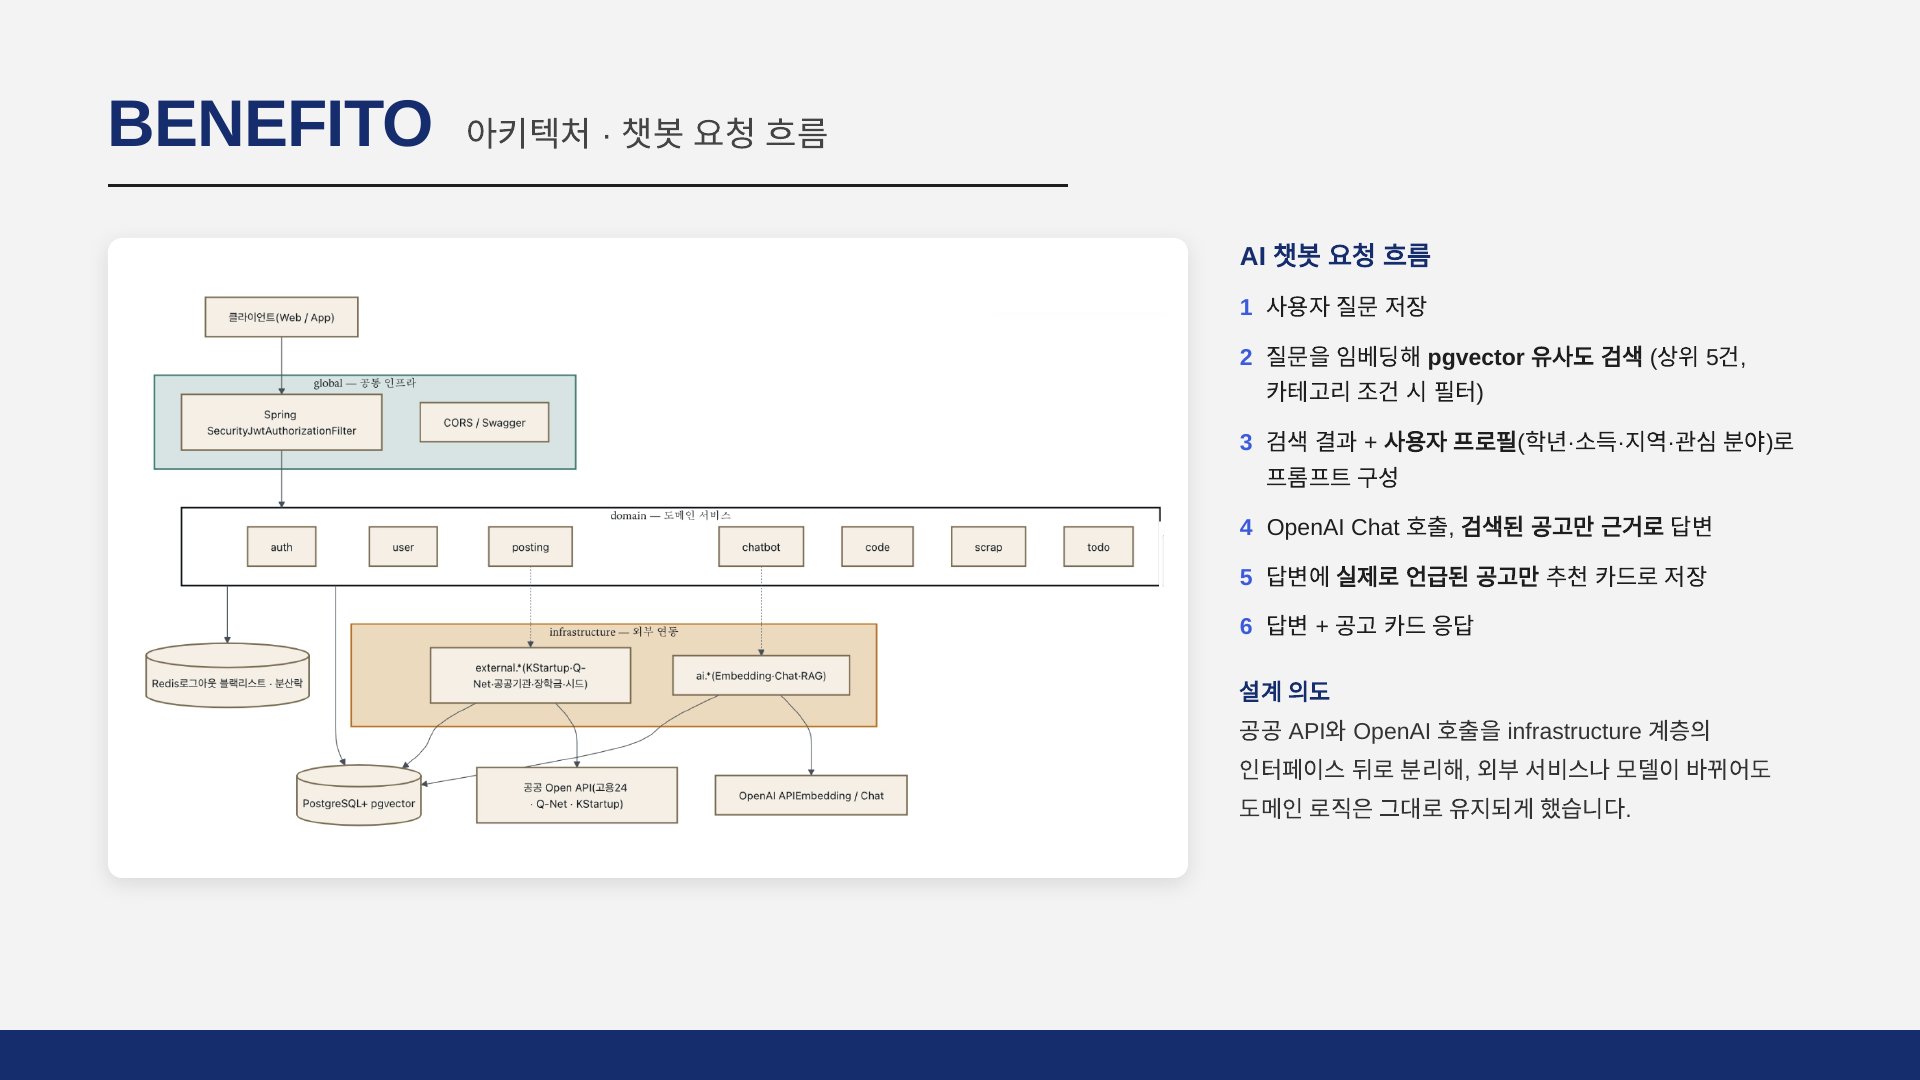 BENEFITO 아키텍처 · 챗봇 요청 흐름
클라이언트(Web / App)
global — 공통 인프라
Spring
SecurityJwtAuthorizationFilter
CORS / Swagger
domain — 도메인 서비스
auth
user
posting
chatbot
code
scrap
todo
infrastructure — 외부 연동
external.*(KStartup·Q-
Net·공공기관·장학금·시드)
ai.*(Embedding·Chat·RAG)
Redis로그아웃 블랙리스트 · 분산락
PostgreSQL+ pgvector
공공 Open API(고용24
· Q-Net · KStartup)
OpenAI APIEmbedding / Chat
AI 챗봇 요청 흐름
1 사용자 질문 저장
2 질문을 임베딩해 pgvector 유사도 검색 (상위 5건,
카테고리 조건 시 필터)
3 검색 결과 + 사용자 프로필(학년·소득·지역·관심 분야)로
프롬프트 구성
4 OpenAI Chat 호출, 검색된 공고만 근거로 답변
5 답변에 실제로 언급된 공고만 추천 카드로 저장
6 답변 + 공고 카드 응답
설계 의도
공공 API와 OpenAI 호출을 infrastructure 계층의
인터페이스 뒤로 분리해, 외부 서비스나 모델이 바뀌어도
도메인 로직은 그대로 유지되게 했습니다.